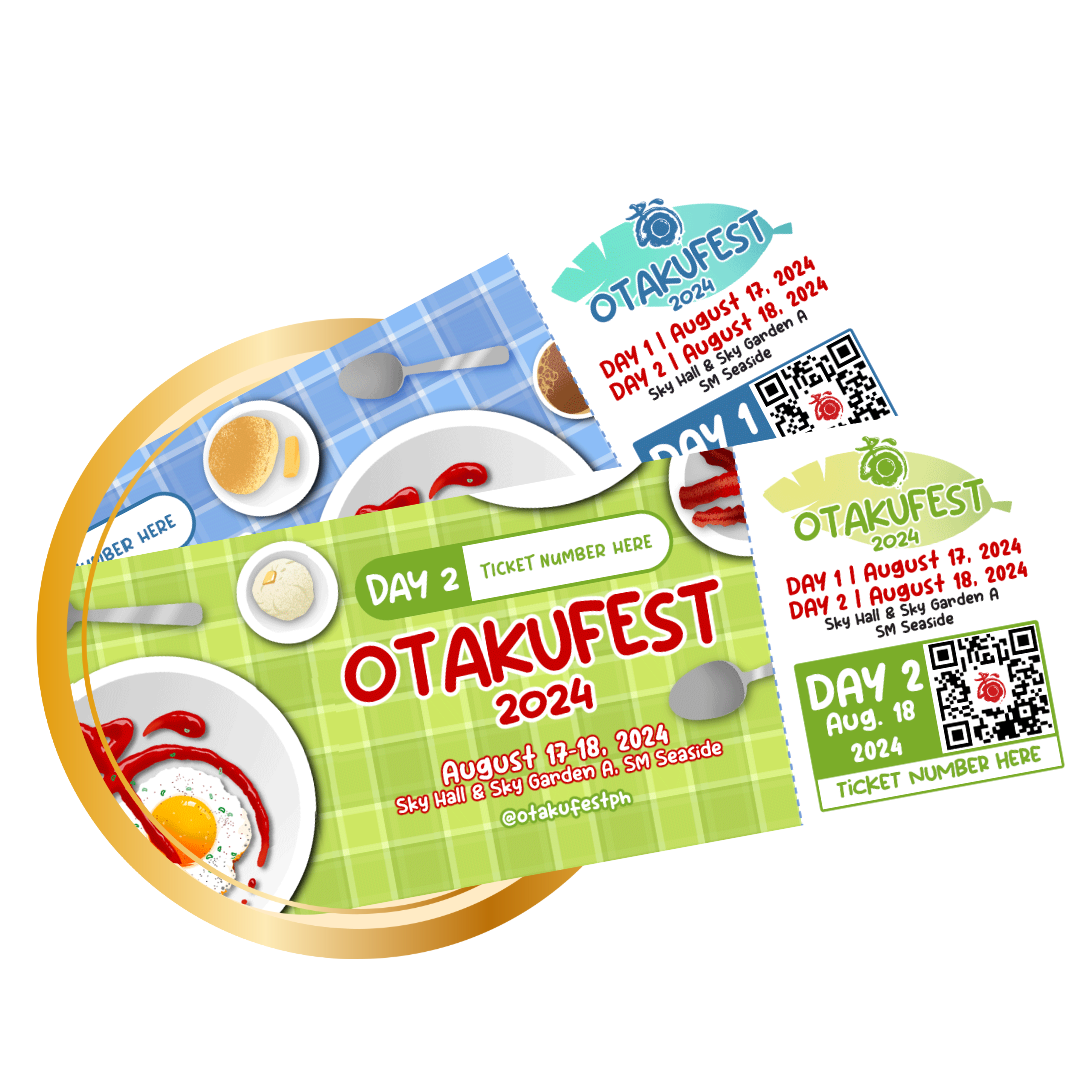 OTAKUFEST
2024
DAY 1 | August 17, 2024
DAY 2 | August 18, 2024
Sky Hall & Sky Garden A
SM Seaside
DAY 1
HERE
DAY 2
TICKET NUMBER HERE
OTAKUFEST
2024
August 17-18, 2024
Sky Hall & Sky Garden A, SM Seaside
@otakufestph
OTAKUFEST
2024
DAY 1 | August 17, 2024
DAY 2 | August 18, 2024
Sky Hall & Sky Garden A
SM Seaside
DAY 2
Aug. 18
2024
TICKET NUMBER HERE